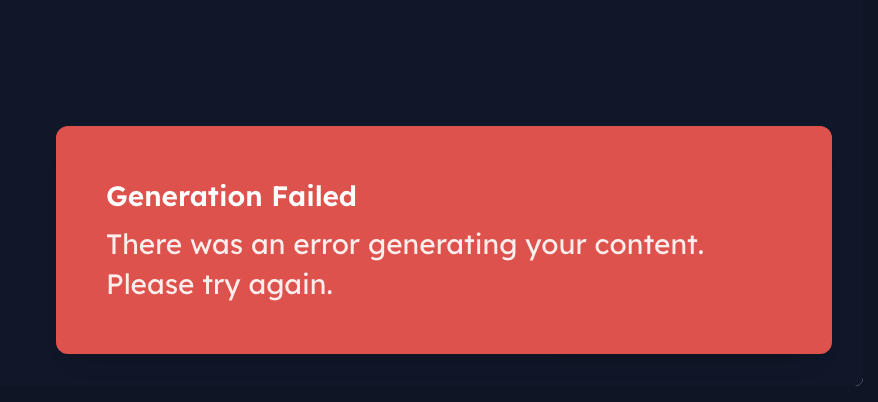 Generation Failed
There was an error generating your content.
Please try again.